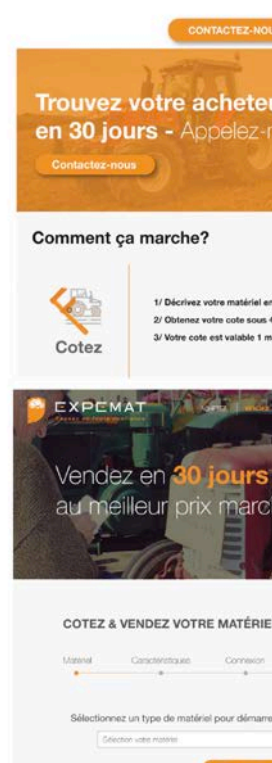 CONTACTEZ-NOU
Trouvez votre acheteu
en 30 jours - Appelez-n
Contactez-nous
Comment ça marche?
1/ Décrivez votre matériel en
2/ Obtenez votre cote sous
3/ Votre cote est valable 1 m
Cotez
EXPEMAT
Vendez en 30 jours
au meilleur prix march
COTEZ & VENDEZ VOTRE MATÉRIE
Matériel Caractéristiques Connexion
Sélectionnez un type de matériel pour démarre
Sélection votre matériel